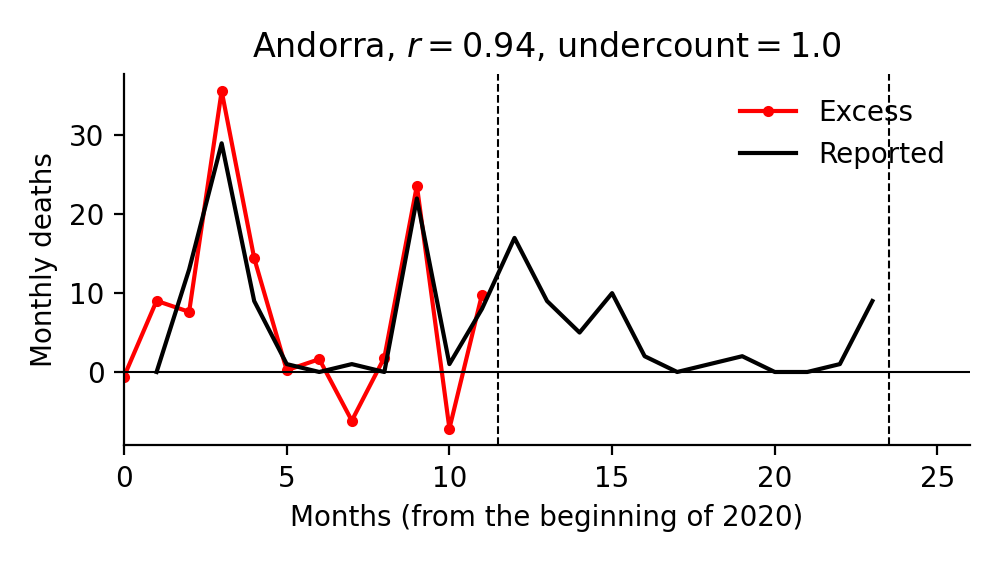 Andorra, r = 0.94, undercount = 1.0
Excess
Reported
Monthly deaths
30
20
10
0
0 5 10 15 20 25
Months (from the beginning of 2020)